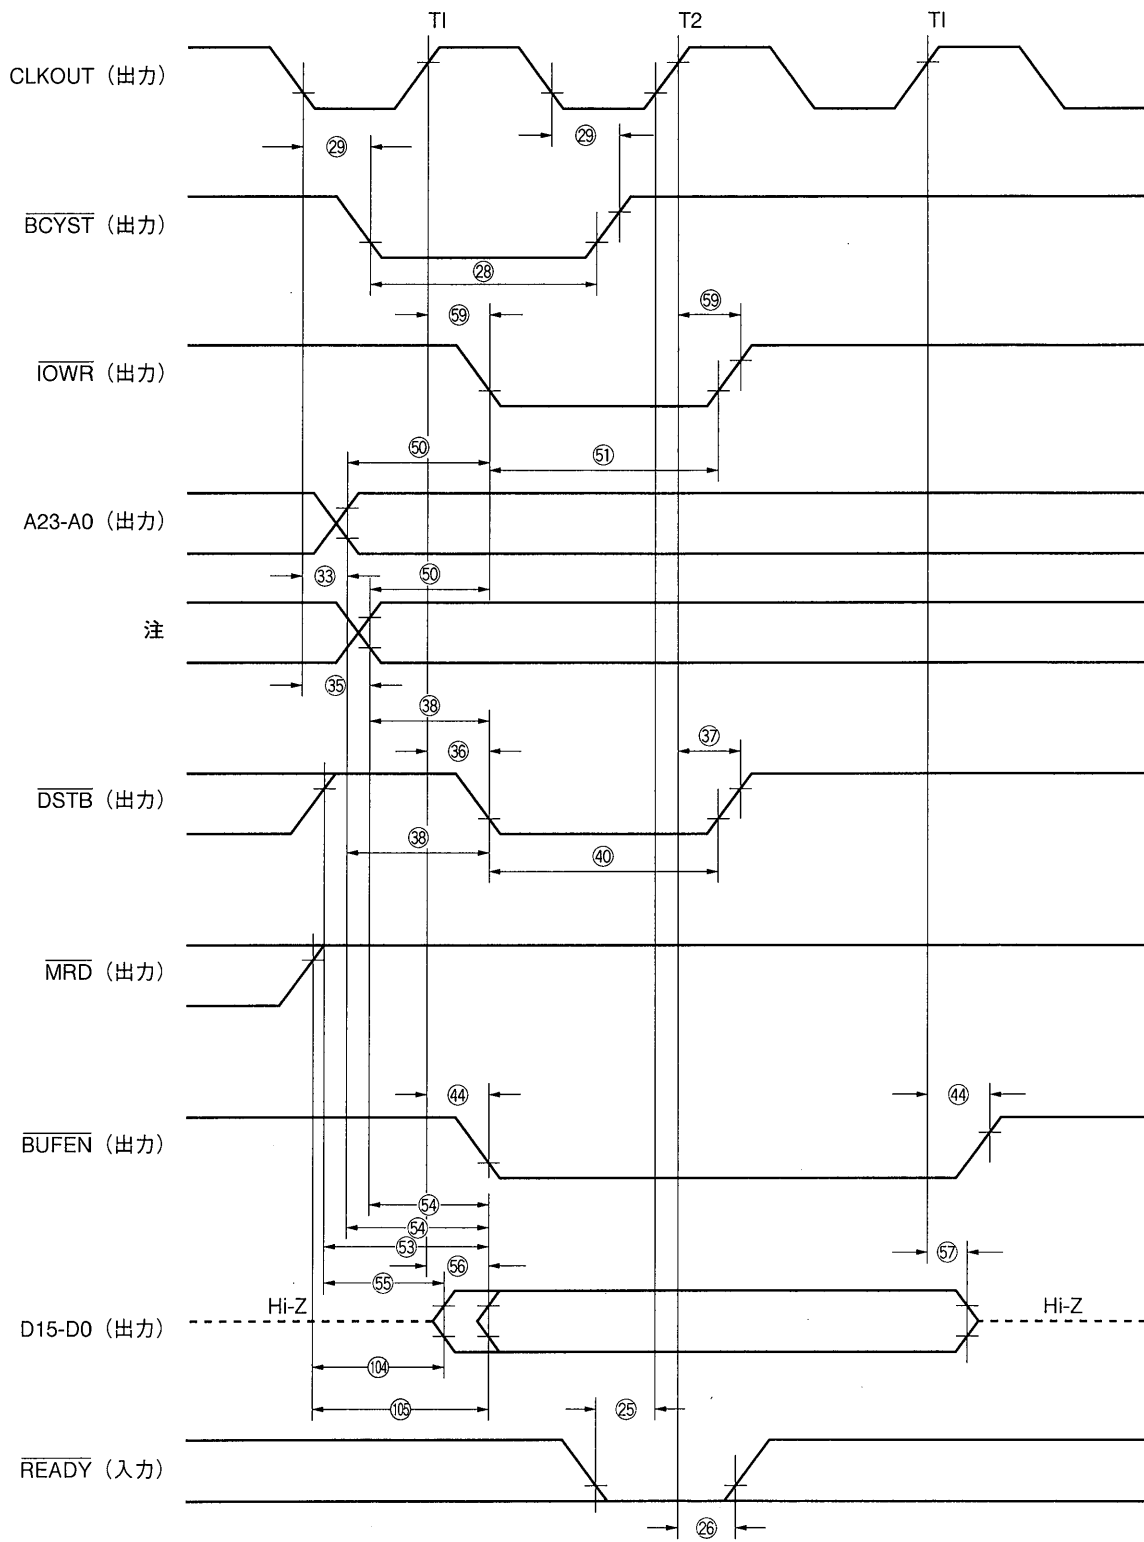 T1 T2 T1
CLKOUT（出力）
㉙ ㉙
BCYST（出力）
㉘
59 59
IOWR（出力）
50 51
A23-A0（出力）
33 50
注
35
38
36 37
DSTB（出力）
38 40
MRD（出力）
44 44
BUFEN（出力）
54
54
53
56 57
55
Hi-Z Hi-Z
D15-D0（出力）
104
105
25
READY（入力）
26